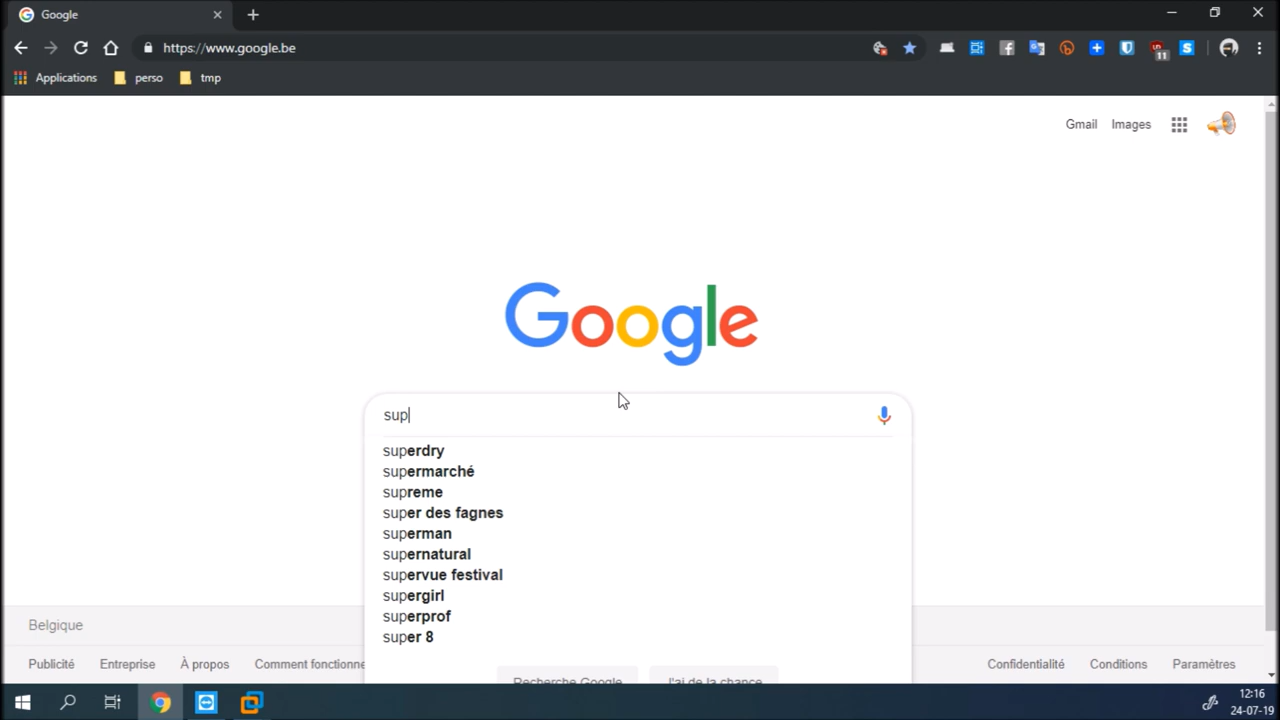 Google
https://www.google.be
11
Applications perso tmp
Gmail Images
Google
sup
superdry
supermarché
supreme
super des fagnes
superman
supernatural
supervue festival
supergirl
superprof
super 8
Belgique
Publicité Entreprise À propos Comment fonctionne Confidentialité Conditions Paramètres
Recherche Google J'ai de la chance
12:16
24-07-19